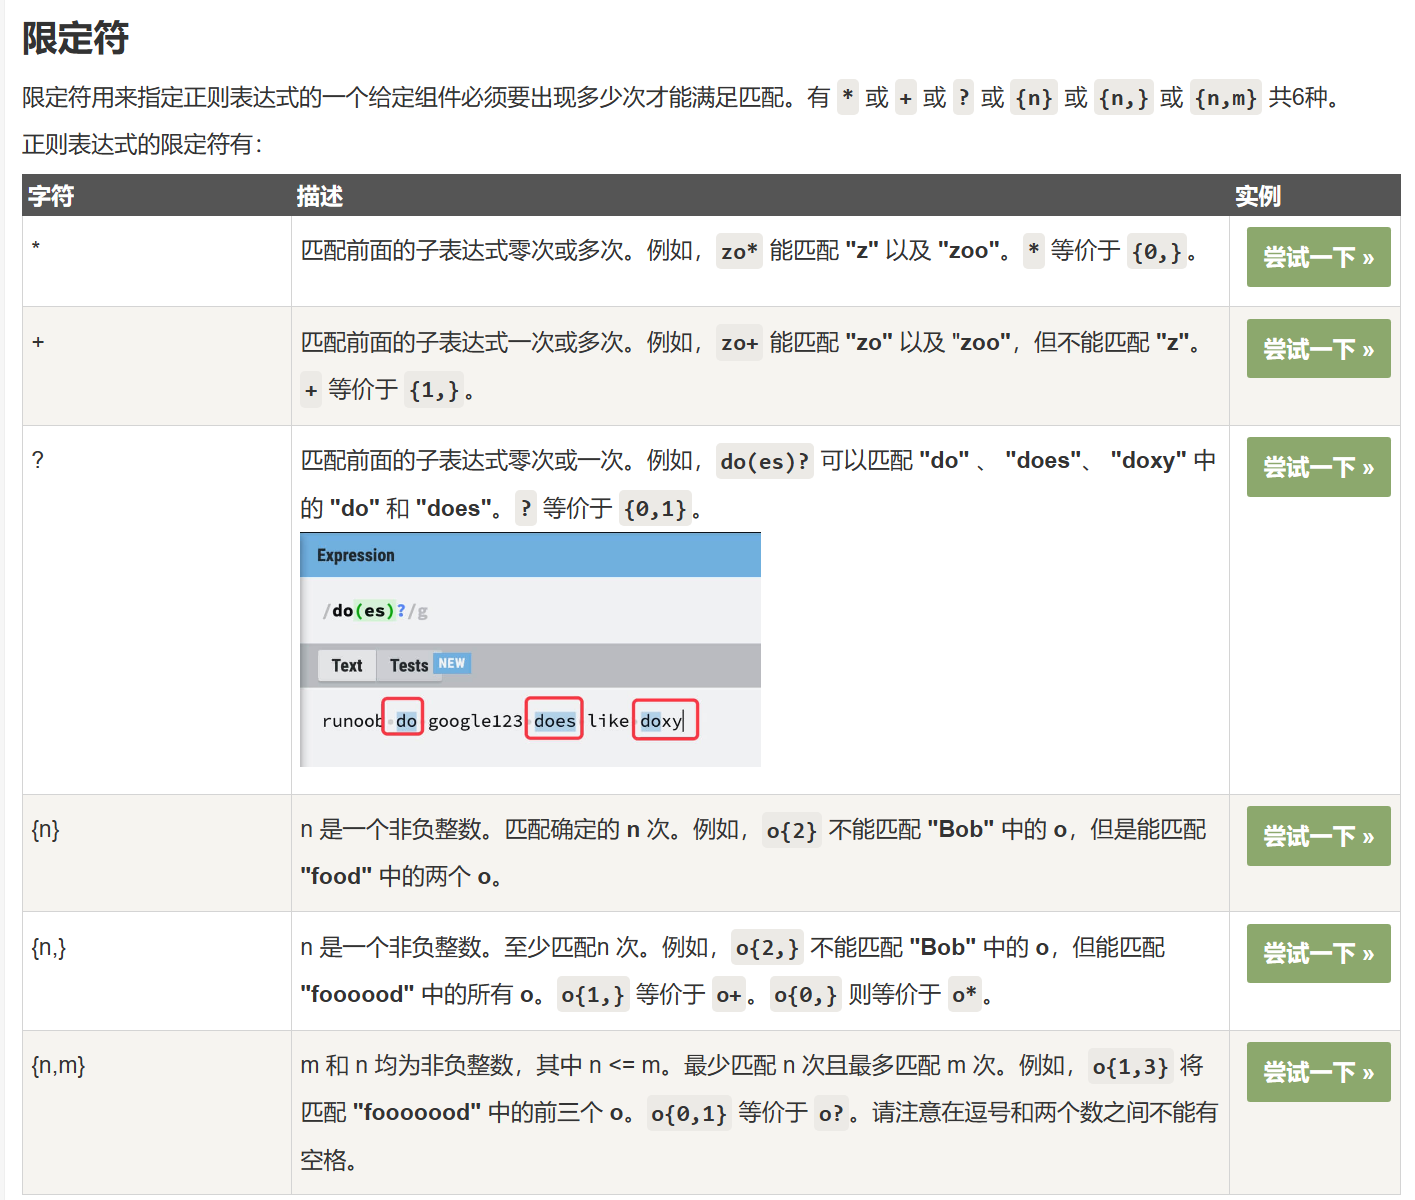 限定符
限定符用来指定正则表达式的一个给定组件必须要出现多少次才能满足匹配。有 * 或 + 或 ? 或 {n} 或 {n,} 或 {n,m} 共6种。
正则表达式的限定符有：
字符 描述 实例
* 匹配前面的子表达式零次或多次。例如，zo* 能匹配 "z" 以及 "zoo"。* 等价于 {0,}。 尝试一下 »
+ 匹配前面的子表达式一次或多次。例如，zo+ 能匹配 "zo" 以及 "zoo"，但不能匹配 "z"。 尝试一下 »
+ 等价于 {1,}。
? 匹配前面的子表达式零次或一次。例如，do(es)? 可以匹配 "do" 、 "does"、 "doxy" 中 尝试一下 »
的 "do" 和 "does"。? 等价于 {0,1}。
Expression
/do(es)?/g
Text Tests NEW
runoob do google123 does like doxy
{n} n 是一个非负整数。匹配确定的 n 次。例如，o{2} 不能匹配 "Bob" 中的 o，但是能匹配 尝试一下 »
"food" 中的两个 o。
{n,} n 是一个非负整数。至少匹配n 次。例如，o{2,} 不能匹配 "Bob" 中的 o，但能匹配 尝试一下 »
"foooood" 中的所有 o。o{1,} 等价于 o+。o{0,} 则等价于 o*。
{n,m} m 和 n 均为非负整数，其中 n <= m。最少匹配 n 次且最多匹配 m 次。例如，o{1,3} 将 尝试一下 »
匹配 "fooooood" 中的前三个 o。o{0,1} 等价于 o?。请注意在逗号和两个数之间不能有
空格。